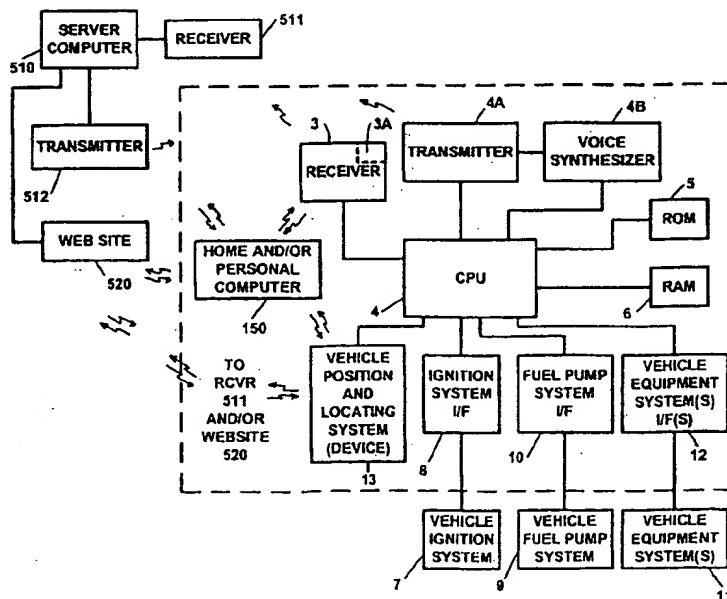 SERVER
COMPUTER
510
RECEIVER
511
TRANSMITTER
512
WEB SITE
520
3
3A
RECEIVER
4A
TRANSMITTER
4B
VOICE
SYNTHESIZER
5
ROM
CPU
4
RAM
6
HOME AND/OR
PERSONAL
COMPUTER
150
TO
RCVR
511
AND/OR
WEBSITE
520
VEHICLE
POSITION
AND
LOCATING
SYSTEM
(DEVICE)
13
IGNITION
SYSTEM
I/F
8
FUEL PUMP
SYSTEM
I/F
10
VEHICLE
EQUIPMENT
SYSTEM(S)
I/F(S)
12
VEHICLE
IGNITION
SYSTEM
7
VEHICLE
FUEL PUMP
SYSTEM
9
VEHICLE
EQUIPMENT
SYSTEM(S)